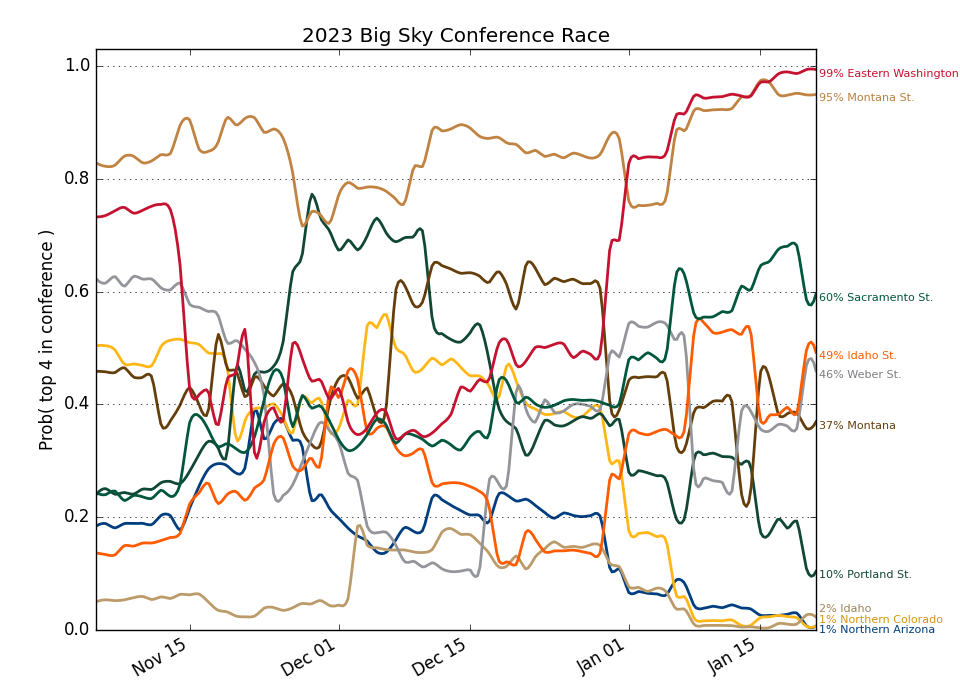 2023 Big Sky Conference Race
Prob( top 4 in conference )
1.0
0.8
0.6
0.4
0.2
0.0
Nov 15
Dec 01
Dec 15
Jan 01
Jan 15
99% Eastern Washington
95% Montana St.
60% Sacramento St.
49% Idaho St.
46% Weber St.
37% Montana
10% Portland St.
2% Idaho
1% Northern Colorado
1% Northern Arizona